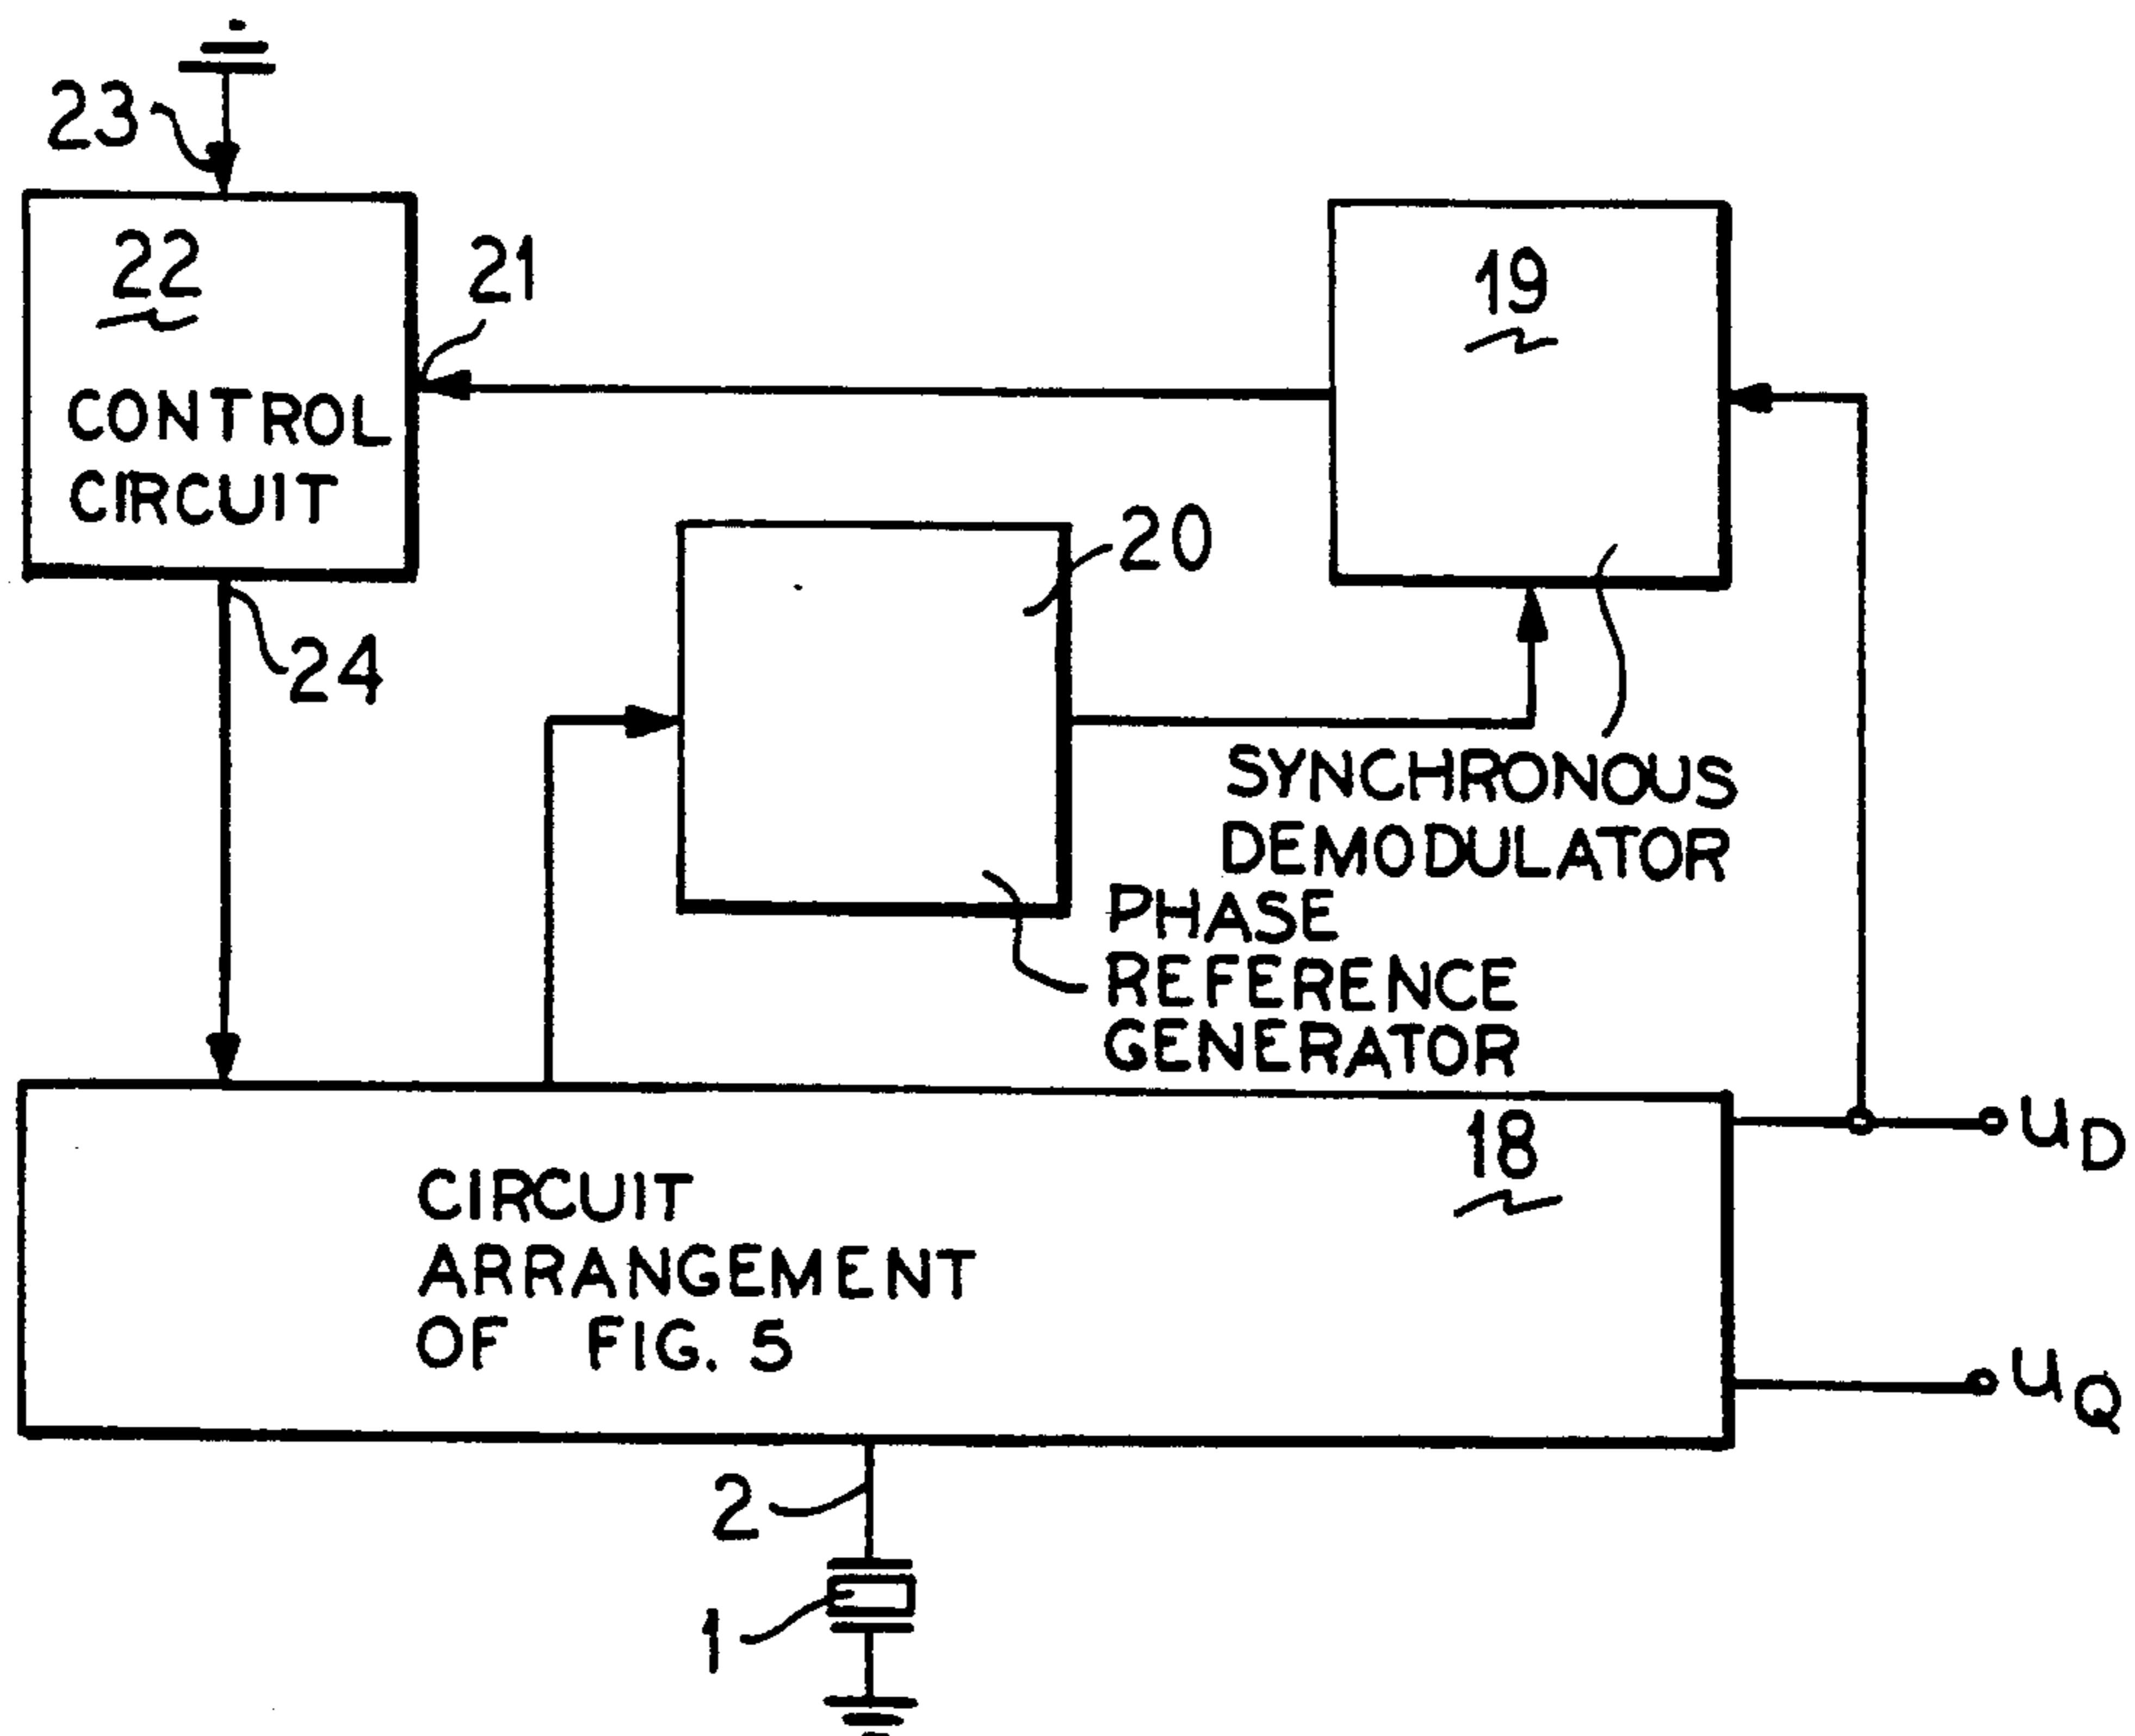 23
22
CONTROL
CIRCUIT
21
19
20
24
SYNCHRONOUS
DEMODULATOR
PHASE
REFERENCE
GENERATOR
18
CIRCUIT
ARRANGEMENT
OF FIG. 5
uD
uQ
2
1